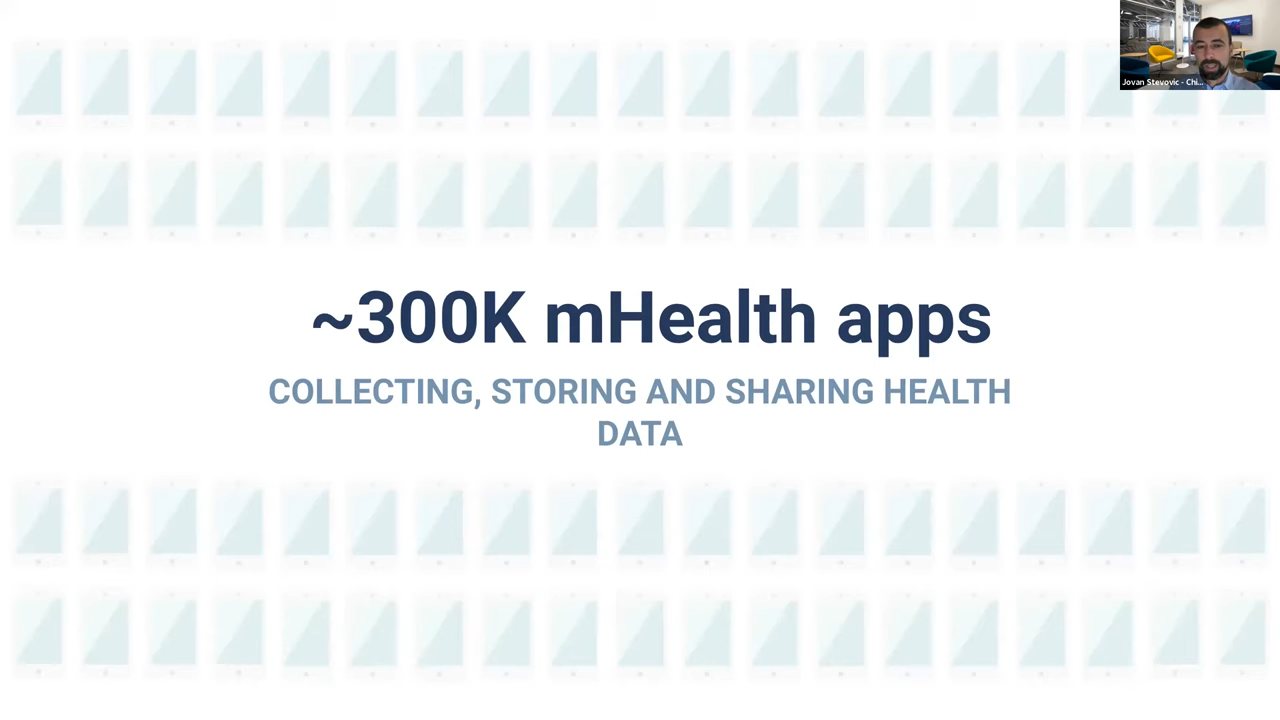 Jovan Stevovic - Chi...
~300K mHealth apps
COLLECTING, STORING AND SHARING HEALTH
DATA